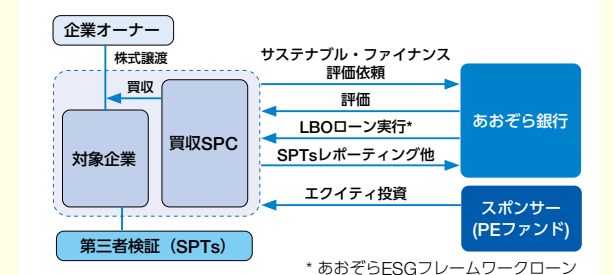 企業オーナー
株式譲渡
買収
対象企業
買収SPC
第三者検証（SPTs）
サステナブル・ファイナンス
評価依頼
評価
LBOローン実行*
SPTsレポーティング他
エクイティ投資
あおぞら銀行
スポンサー
(PEファンド)
* あおぞらESGフレームワークローン